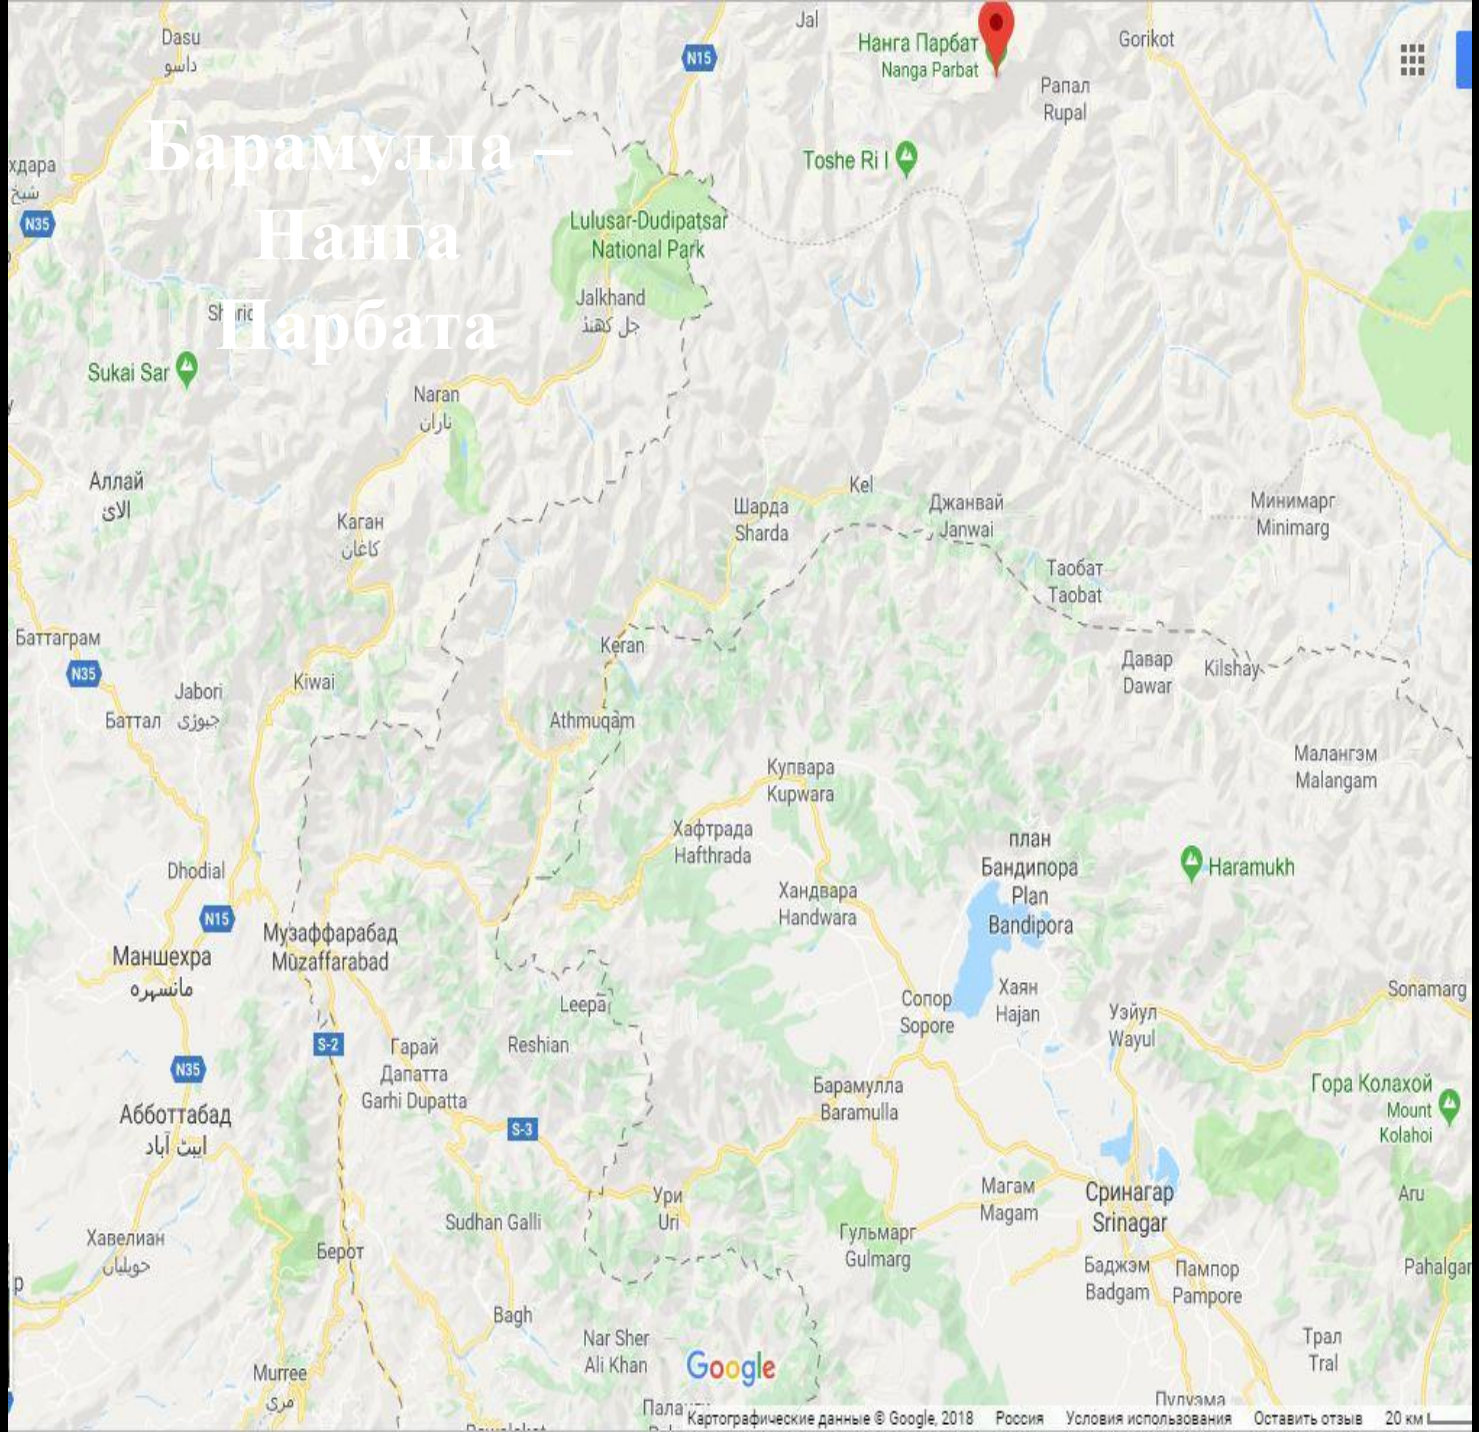 Dasu
داسو
N15
Jal
Нанга Парбат
Nanga Parbat
Gorikot
Рапал
Rupal
Барамулла –
Нанга
Парбата
Toshe Ri I
хдара
شيخ
N35
Lulusar-Dudipatsar
National Park
Jalkhand
جل کھنڈ
Sukai Sar
Naran
ناران
Аллай
الائ
Каган
كاغان
Шарда
Sharda
Kel
Джанвай
Janwai
Минимарг
Minimarg
Таобат
Taobat
Баттаграм
N35
Keran
Kiwai
Jabori
جبوڑی
Баттал
Athmuqam
Давар
Dawar
Kilshay
Малангэм
Malangam
Купвара
Kupwara
Хафтрада
Hafthrada
план
Бандипора
Plan
Bandipora
Haramukh
Dhodial
Хандвара
Handwara
N15
Музаффарабад
Muzaffarabad
Маншехра
مانسہرہ
Leepa
Сопор
Sopore
Хаян
Hajan
Sonamarg
Уэйул
Wayul
S-2
Reshian
Гарай
Дапатта
Garhi Dupatta
N35
Барамулла
Baramulla
Гора Колахой
Mount
Kolahoi
Абботтабад
ایبٹ آباد
S-3
Ури
Uri
Магам
Magam
Сринагар
Srinagar
Aru
Sudhan Galli
Гульмарг
Gulmarg
Хавелиан
حویلیاں
Берот
Баджэм
Badgam
Пампор
Pampore
Pahalgar
р
Bagh
Nar Sher
Ali Khan
Google
Трал
Tral
Murree
مری
Пулуама
Картографические данные © Google, 2018 Россия Условия использования Оставить отзыв 20 км